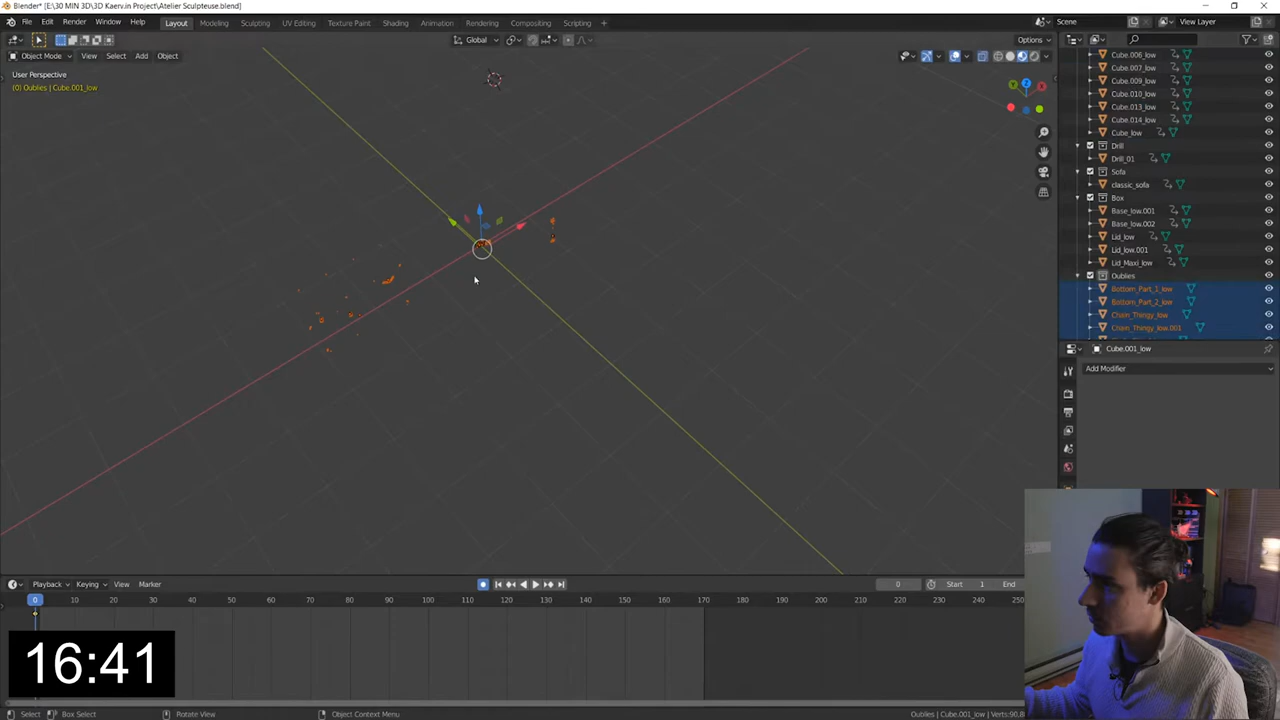 Blender* [E:\30 MIN 3D\3D Kaerv.in Project\Atelier Sculpteuse.blend]
File Edit Render Window Help Layout Modeling Sculpting UV Editing Texture Paint Shading Animation Rendering Compositing Scripting + Scene View Layer
Global Options
Object Mode View Select Add Object
User Perspective
(0) Oublies | Cube.001_low
Z
Y
X
Cube.006_low
Cube.007_low
Cube.009_low
Cube.010_low
Cube.013_low
Cube.014_low
Cube_low
Drill
Drill_01
Sofa
classic_sofa
Box
Base_low.001
Base_low.002
Lid_low
Lid_low.001
Lid_Maxi_low
Oublies
Bottom_Part_1_low
Bottom_Part_2_low
Chain_Thingy_low
Chain_Thingy_low.001
Cube.001_low
Add Modifier
Playback Keying View Marker 0 Start 1 End
0 10 20 30 40 50 60 70 80 90 100 110 120 130 140 150 160 170 180 190 200 210 220 230 240 250
16:41
Select Box Select Rotate View Object Context Menu Oublies | Cube.001_low | Verts:90,8